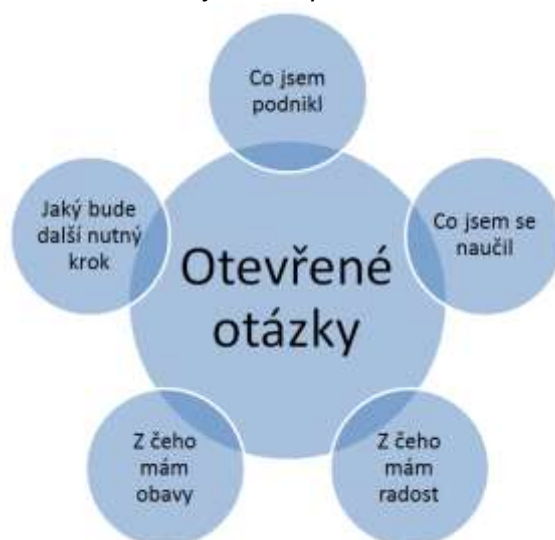 Co jsem
podnikl
Co jsem se
naučil
Z čeho
mám
radost
Z čeho
mám
obavy
Jaký bude
další nutný
krok
Otevřené
otázky